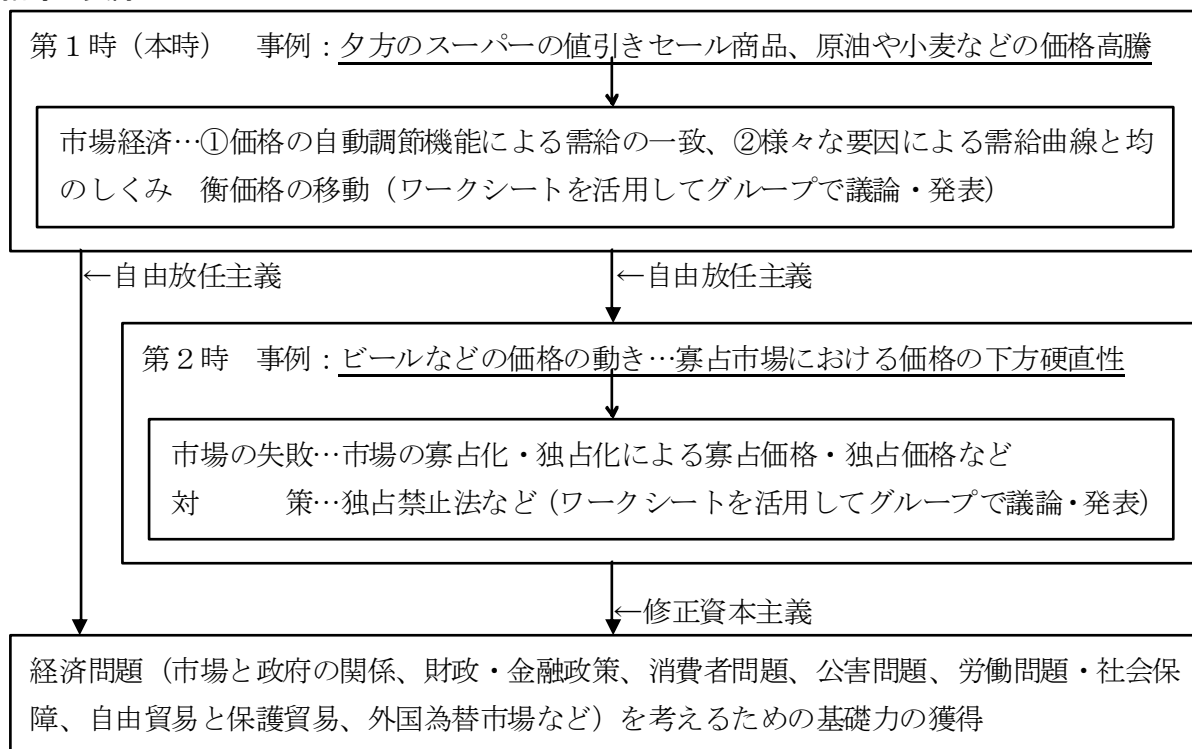 第１時（本時）　事例：夕方のスーパーの値引きセール商品、原油や小麦などの価格高騰
市場経済…①価格の自動調節機能による需給の一致、②様々な要因による需給曲線と均
のしくみ　衡価格の移動（ワークシートを活用してグループで議論・発表）
←自由放任主義
←自由放任主義
第２時　事例：ビールなどの価格の動き…寡占市場における価格の下方硬直性
市場の失敗…市場の寡占化・独占化による寡占価格・独占価格など
対　　　策…独占禁止法など（ワークシートを活用してグループで議論・発表）
←修正資本主義
経済問題（市場と政府の関係、財政・金融政策、消費者問題、公害問題、労働問題・社会保
障、自由貿易と保護貿易、外国為替市場など）を考えるための基礎力の獲得